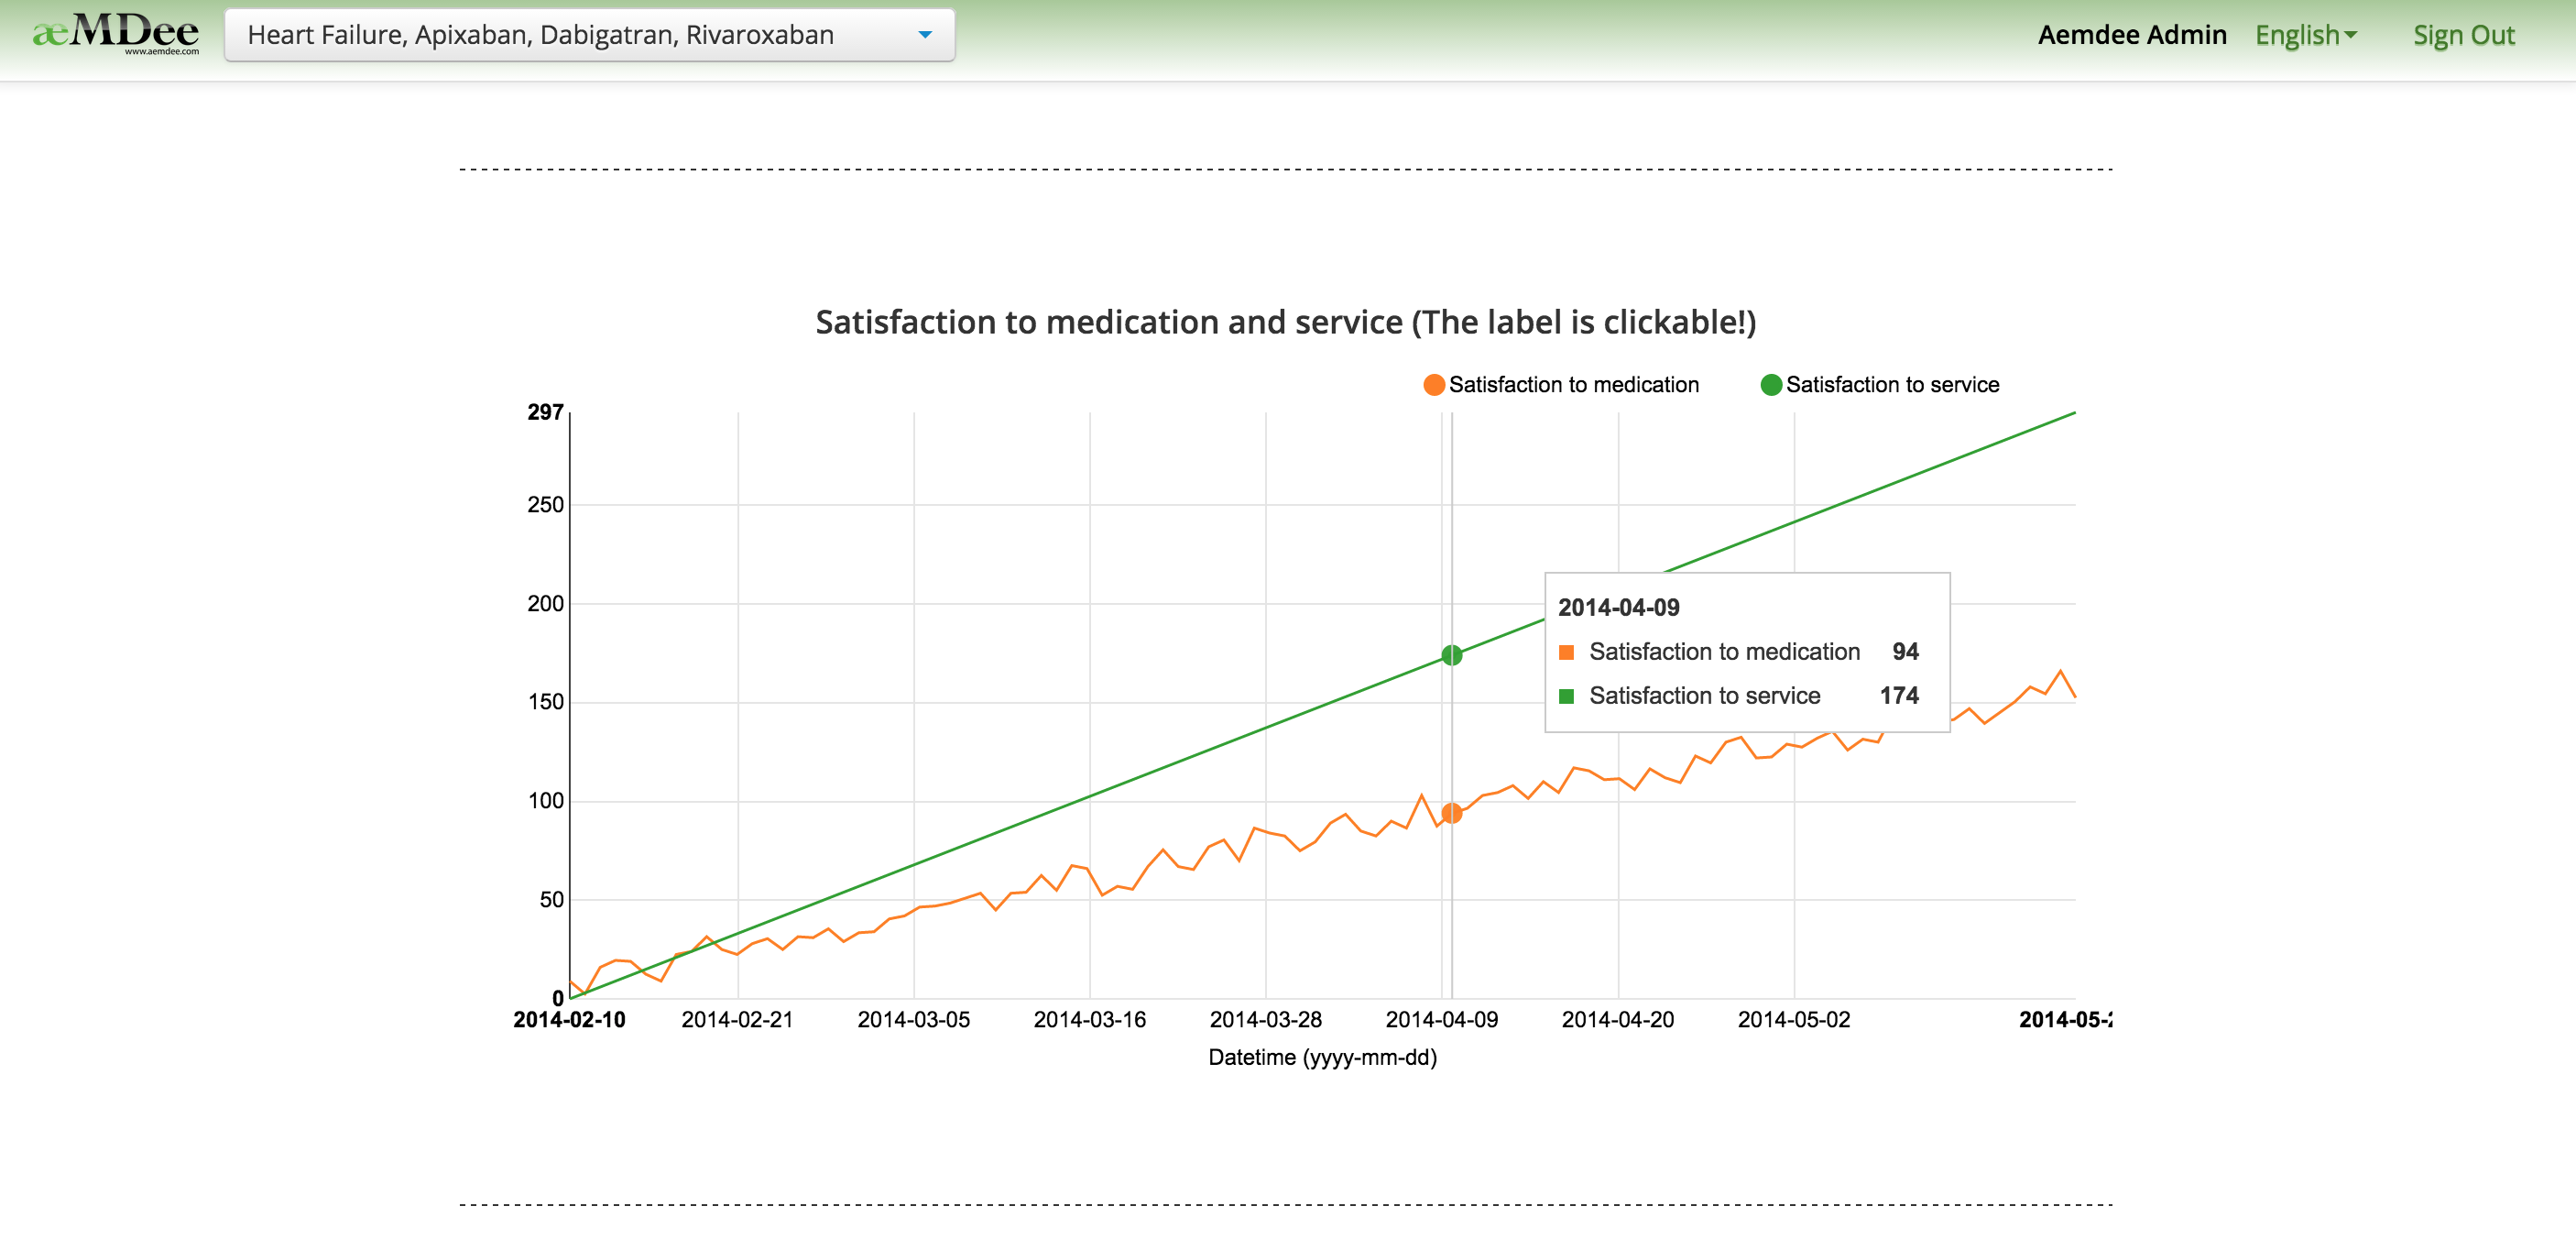 æMDee
www.aemdee.com
Heart Failure, Apixaban, Dabigatran, Rivaroxaban
Aemdee Admin
English
Sign Out
Satisfaction to medication and service (The label is clickable!)
Satisfaction to medication
Satisfaction to service
297
250
200
150
100
50
0
2014-04-09
Satisfaction to medication 94
Satisfaction to service 174
2014-02-10
2014-02-21
2014-03-05
2014-03-16
2014-03-28
2014-04-09
2014-04-20
2014-05-02
2014-05-
Datetime (yyyy-mm-dd)